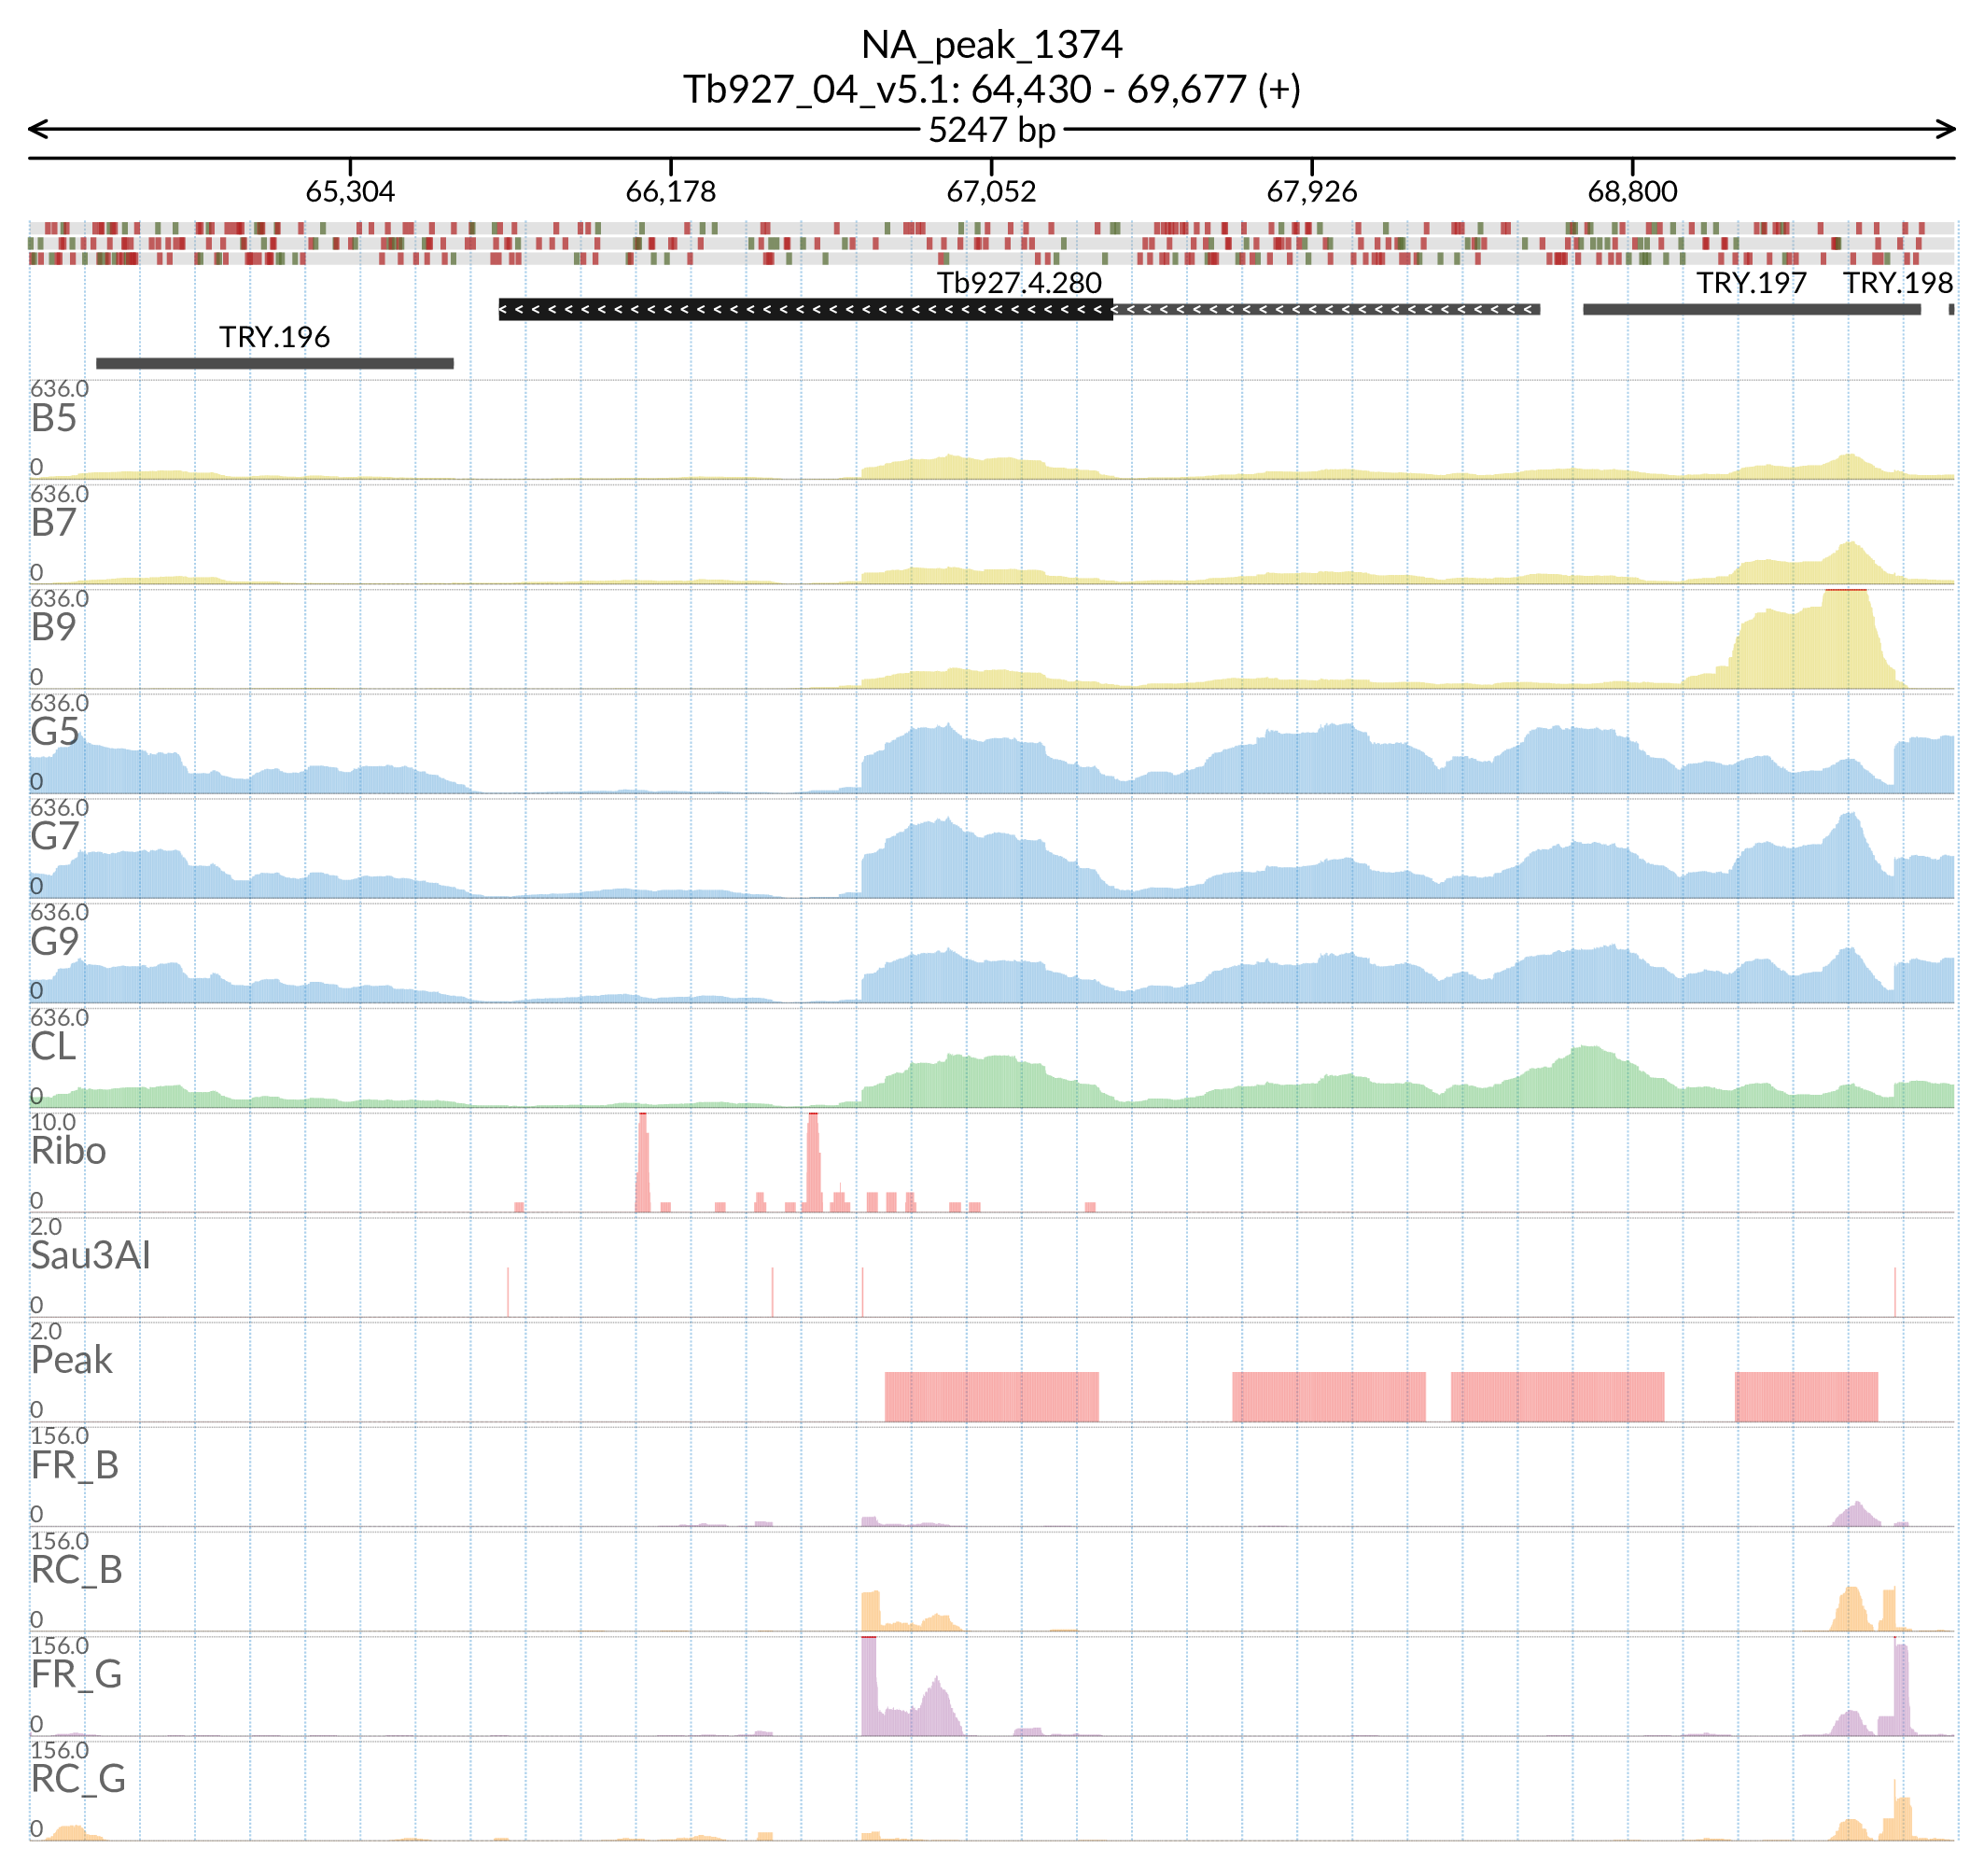 NA_peak_1374
Tb927_04_v5.1: 64,430 - 69,677 (+)
5247 bp
65,304 66,178 67,052 67,926 68,800
Tb927.4.280 TRY.197 TRY.198
TRY.196
636.0
B5
0
636.0
B7
0
636.0
B9
0
636.0
G5
0
636.0
G7
0
636.0
G9
0
636.0
CL
0
10.0
Ribo
0
2.0
Sau3AI
0
2.0
Peak
0
156.0
FR_B
0
156.0
RC_B
0
156.0
FR_G
0
156.0
RC_G
0